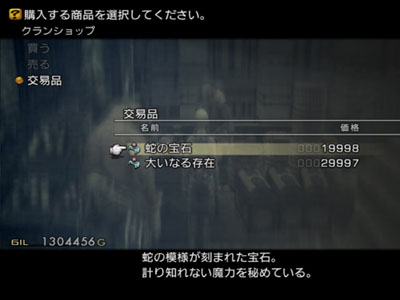 購入する商品を選択してください。
クランショップ
買う
売る
交易品
交易品
名前 価格
蛇の宝石 00019998
大いなる存在 00029997
GIL 1304456G
蛇の模様が刻まれた宝石。
計り知れない魔力を秘めている。